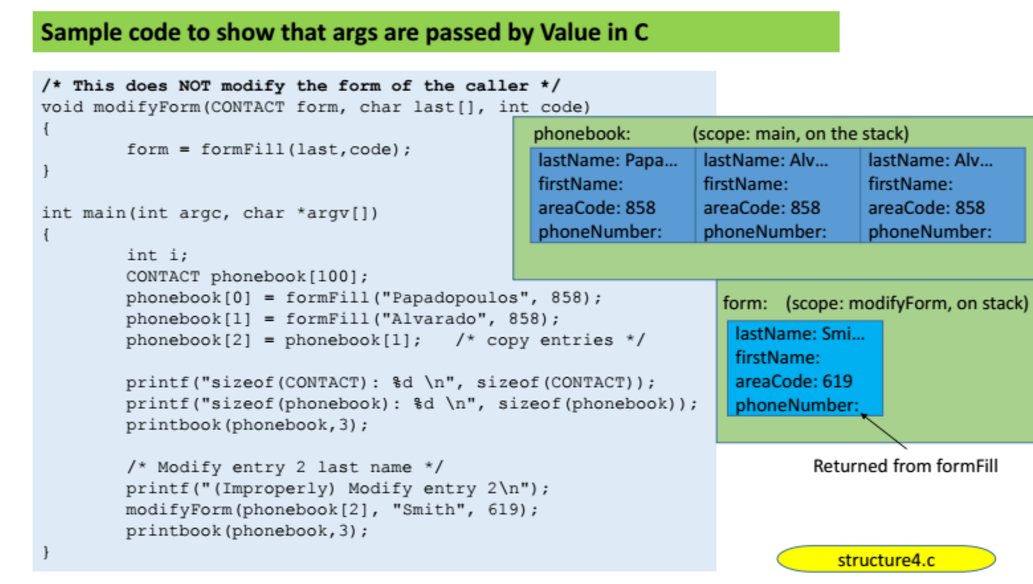 Sample code to show that args are passed by Value in C
/* This does NOT modify the form of the caller */
void modifyForm(CONTACT form, char last[], int code)
{
form = formFill(last,code);
}
int main(int argc, char *argv[])
{
int i;
CONTACT phonebook[100];
phonebook[0] = formFill("Papadopoulos", 858);
phonebook[1] = formFill("Alvarado", 858);
phonebook[2] = phonebook[1];   /* copy entries */
printf("sizeof(CONTACT): %d \n", sizeof(CONTACT));
printf("sizeof(phonebook): %d \n", sizeof(phonebook));
printbook(phonebook,3);
/* Modify entry 2 last name */
printf("(Improperly) Modify entry 2\n");
modifyForm(phonebook[2], "Smith", 619);
printbook(phonebook,3);
}
phonebook: (scope: main, on the stack)
lastName: Papa...
firstName:
areaCode: 858
phoneNumber:
lastName: Alv...
firstName:
areaCode: 858
phoneNumber:
lastName: Alv...
firstName:
areaCode: 858
phoneNumber:
form: (scope: modifyForm, on stack)
lastName: Smi...
firstName:
areaCode: 619
phoneNumber:
Returned from formFill
structure4.c